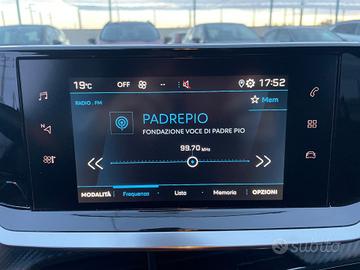 19°C OFF -- 17:52
RADIO . FM Mem
PADREPIO
FONDAZIONE VOCE DI PADRE PIO
99.70 MHz
MODALITÀ Frequenza Lista Memoria OPZIONI
subito